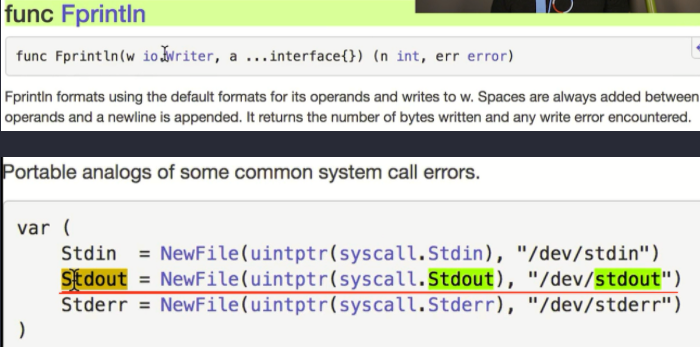 func Fprintln
func Fprintln(w io.Writer, a ...interface{}) (n int, err error)
Fprintln formats using the default formats for its operands and writes to w. Spaces are always added between
operands and a newline is appended. It returns the number of bytes written and any write error encountered.
Portable analogs of some common system call errors.
var (
Stdin = NewFile(uintptr(syscall.Stdin), "/dev/stdin")
Stdout = NewFile(uintptr(syscall.Stdout), "/dev/stdout")
Stderr = NewFile(uintptr(syscall.Stderr), "/dev/stderr")
)